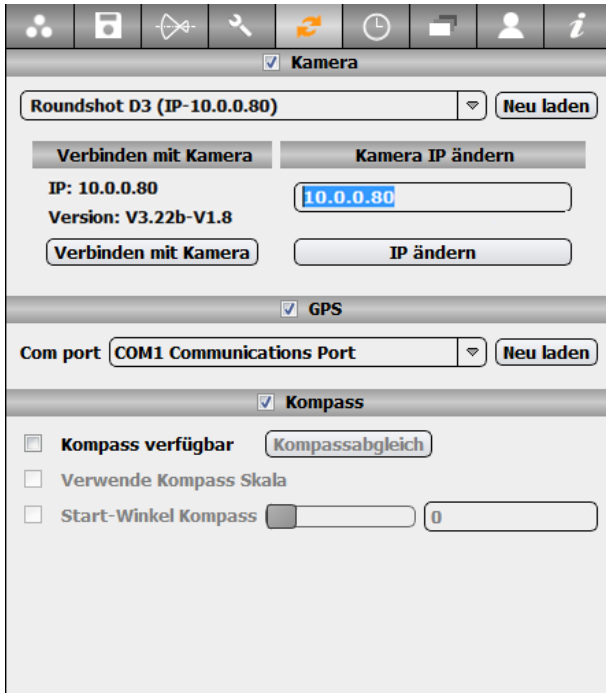 Kamera
Roundshot D3 (IP-10.0.0.80) Neu laden
Verbinden mit Kamera Kamera IP ändern
IP: 10.0.0.80 10.0.0.80
Version: V3.22b-V1.8
Verbinden mit Kamera IP ändern
GPS
Com port COM1 Communications Port Neu laden
Kompass
Kompass verfügbar Kompassabgleich
Verwende Kompass Skala
Start-Winkel Kompass 0